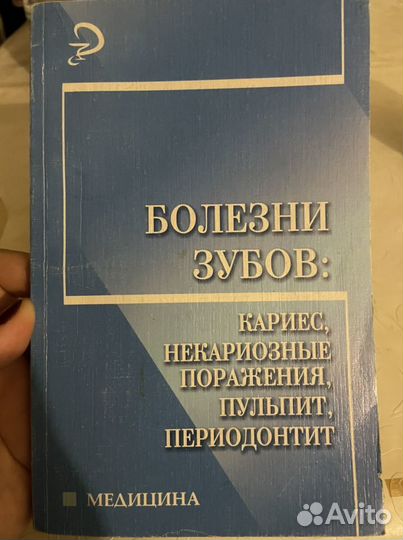 БОЛЕЗНИ
ЗУБОВ:
КАРИЕС,
НЕКАРИОЗНЫЕ
ПОРАЖЕНИЯ,
ПУЛЬПИТ,
ПЕРИОДОНТИТ
МЕДИЦИНА
Avito